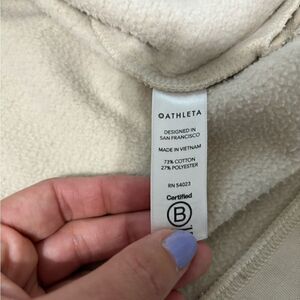 ATHLETA
DESIGNED IN
SAN FRANCISCO
MADE IN VIETNAM
73% COTTON
27% POLYESTER
RN 54023
Certified
B